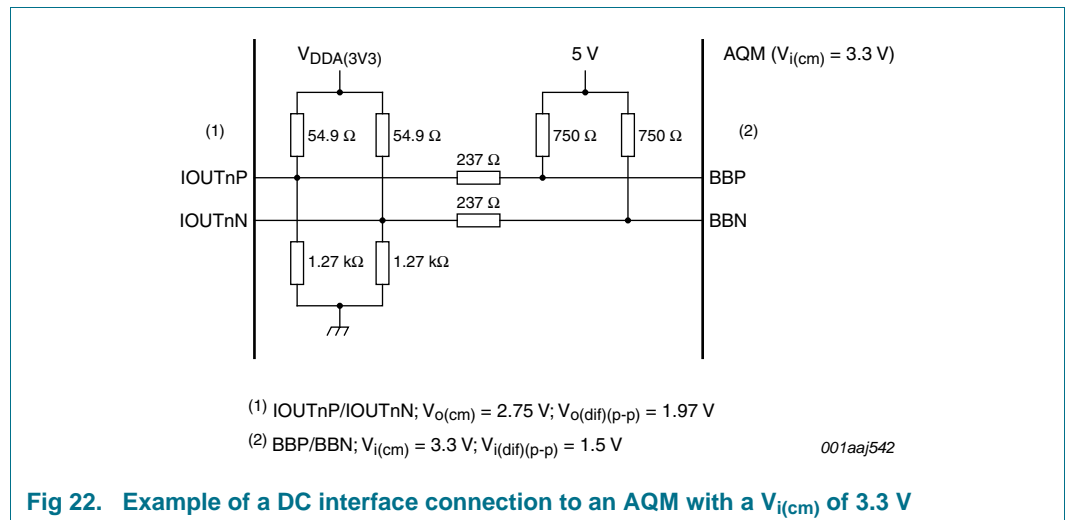 V_DDA(3V3)
5 V
AQM (V_i(cm) = 3.3 V)
(1)
54.9 Ω
54.9 Ω
750 Ω
750 Ω
(2)
237 Ω
IOUTnP
BBP
237 Ω
IOUTnN
BBN
1.27 kΩ
1.27 kΩ
(1) IOUTnP/IOUTnN; V_o(cm) = 2.75 V; V_o(dif)(p-p) = 1.97 V
(2) BBP/BBN; V_i(cm) = 3.3 V; V_i(dif)(p-p) = 1.5 V
001aaj542
Fig 22. Example of a DC interface connection to an AQM with a V_i(cm) of 3.3 V